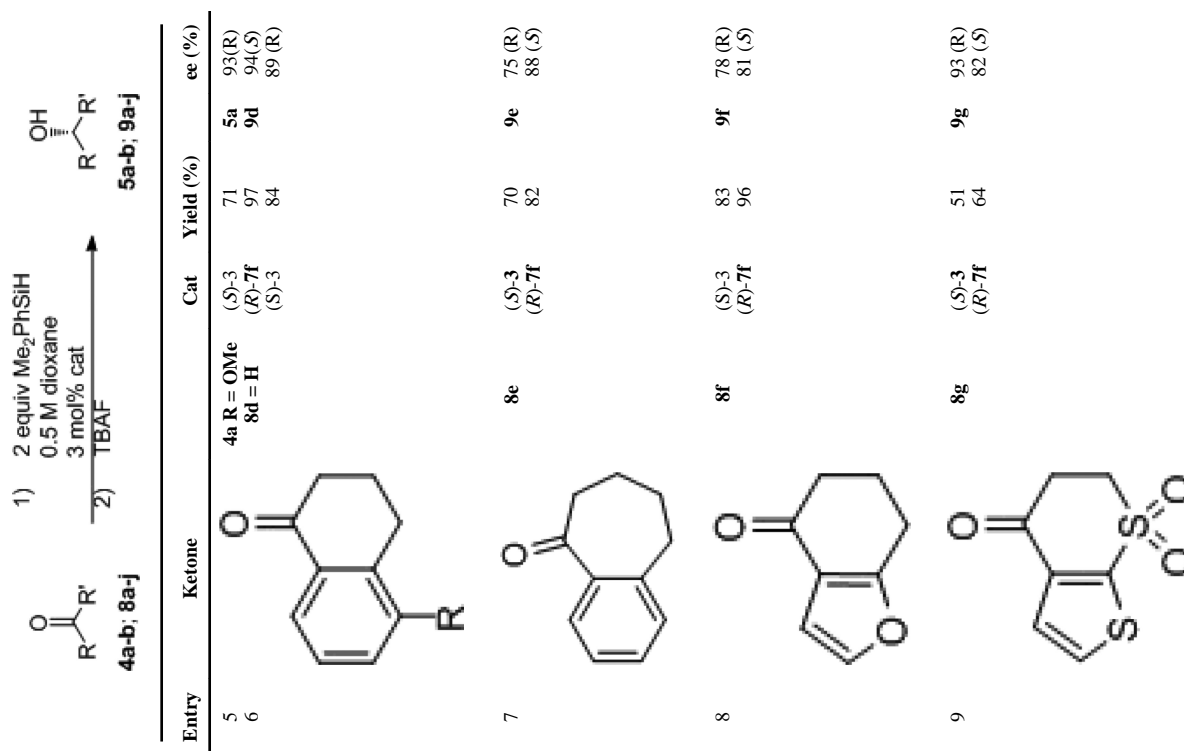 1) 2 equiv Me₂PhSiH
0.5 M dioxane
3 mol% cat
2) TBAF
O
R R'
4a-b; 8a-j
OH
R R'
5a-b; 9a-j
Entry Ketone Cat Yield (%) ee (%)
5 4a R = OMe (S)-3 71 5a 93(R)
6 8d = H (R)-7f 97 9d 94(S)
(S)-3 84 89 (R)
O
R
7 8e (S)-3 70 9e 75 (R)
(R)-7f 82 88 (S)
O
8 8f (S)-3 83 9f 78 (R)
(R)-7f 96 81 (S)
O
O
9 8g (S)-3 51 9g 93 (R)
(R)-7f 64 82 (S)
O
S S O
O